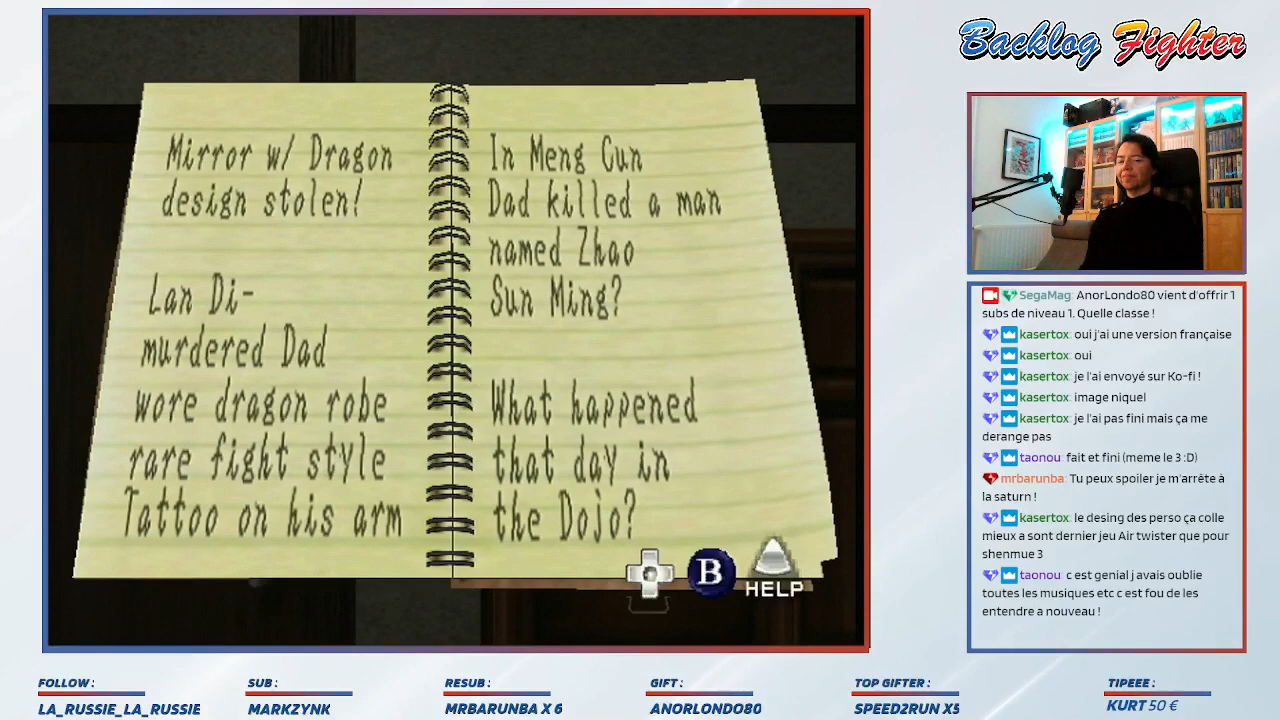 Backlog Fighter
Mirror w/ Dragon
design stolen!
Lan Di-
murdered Dad
wore dragon robe
rare fight style
Tattoo on his arm
In Meng Cun
Dad killed a man
named Zhao
Sun Ming?
What happened
that day in
the Dojo?
B
HELP
SegaMag: AnorLondo80 vient d'offrir 1
subs de niveau 1. Quelle classe !
kasertox: oui j'ai une version française
kasertox: oui
kasertox: je l'ai envoyé sur Ko-fi !
kasertox: image niquel
kasertox: je l'ai pas fini mais ça me
derange pas
taonou: fait et fini (meme le 3 :D)
mrbarunba: Tu peux spoiler je m'arrête à
la saturn !
kasertox: le desing des perso ça colle
mieux a sont dernier jeu Air twister que pour
shenmue 3
taonou: c est genial j avais oublie
toutes les musiques etc c est fou de les
entendre a nouveau !
FOLLOW :
LA_RUSSIE_LA_RUSSIE
SUB :
MARKZYNK
RESUB :
MRBARUNBA X 6
GIFT :
ANORLONDO80
TOP GIFTER :
SPEED2RUN X5
TIPEEE :
KURT 50 €